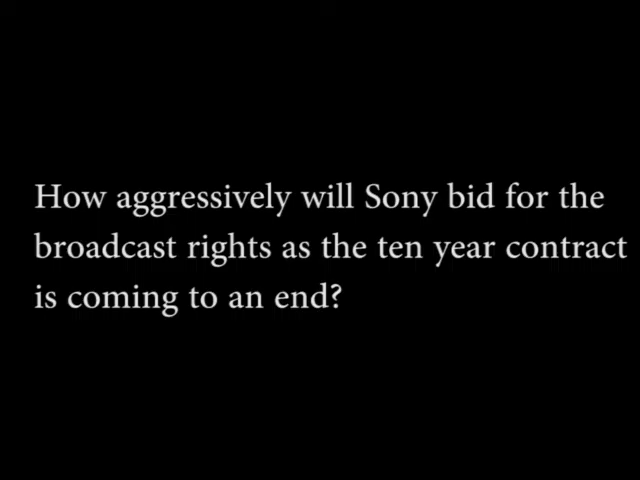 How aggressively will Sony bid for the
broadcast rights as the ten year contract
is coming to an end?